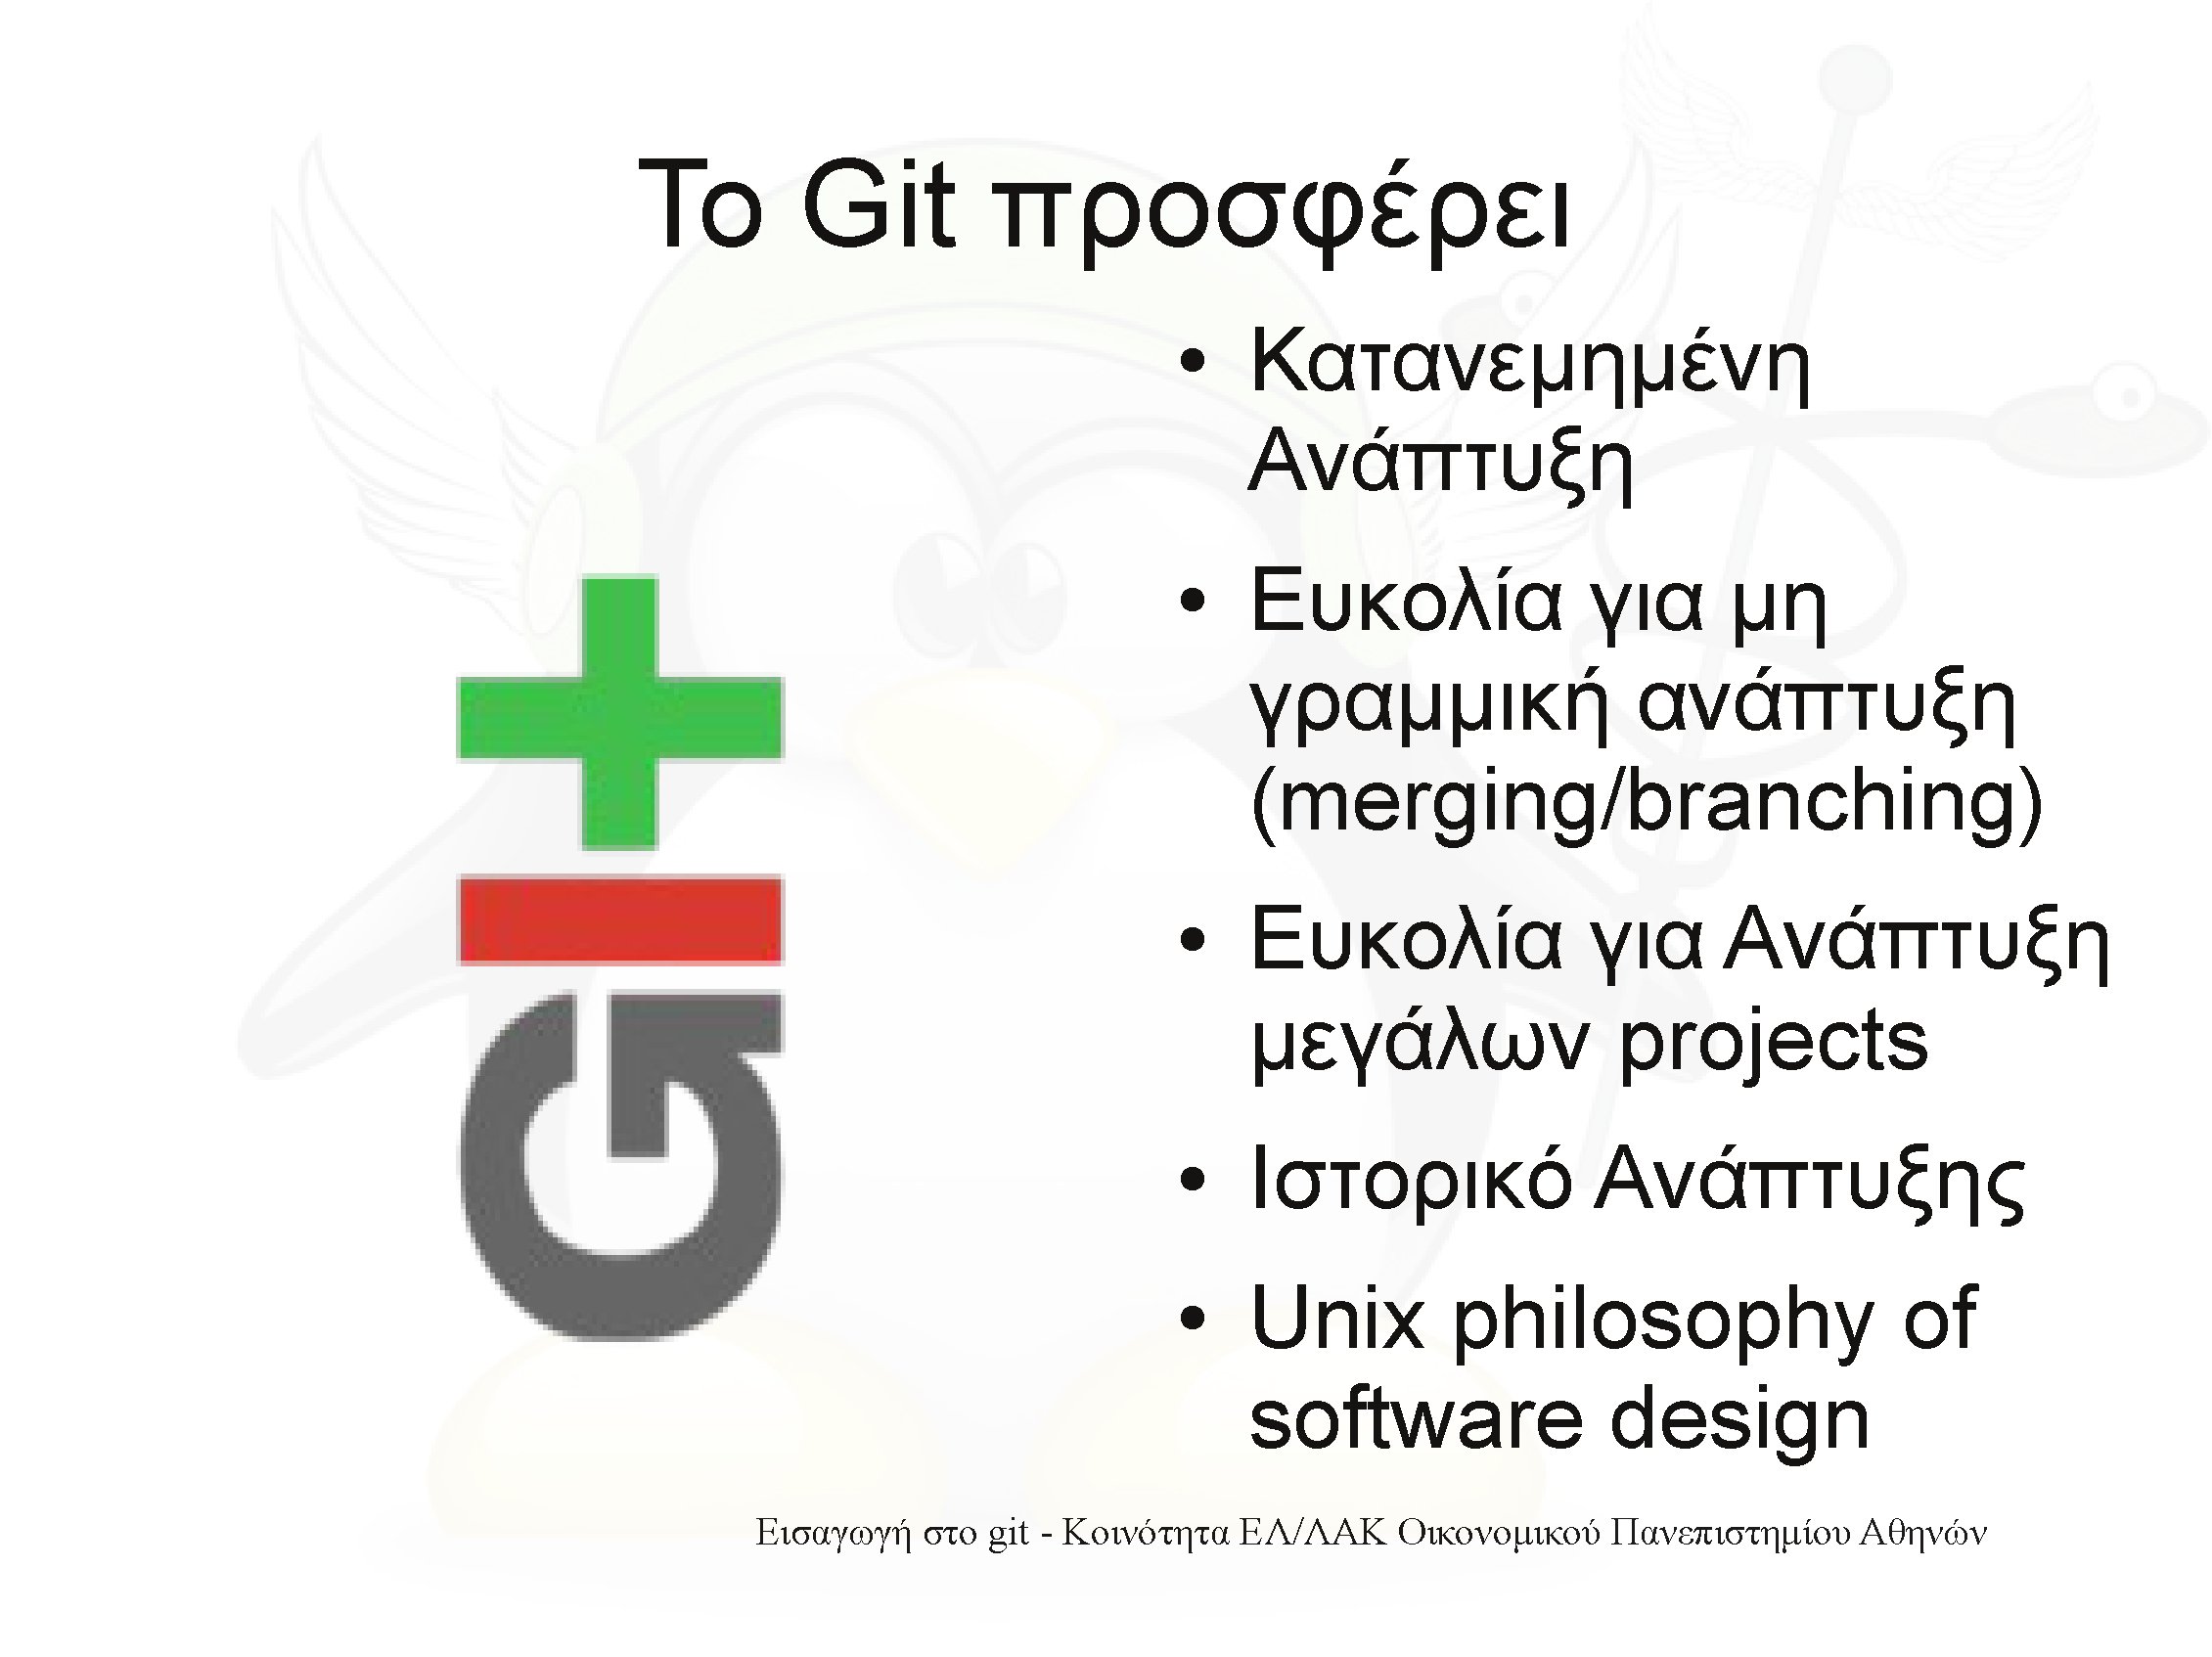 Το Git προσφέρει
• Κατανεμημένη
Ανάπτυξη
• Ευκολία για μη
γραμμική ανάπτυξη
(merging/branching)
• Ευκολία για Ανάπτυξη
μεγάλων projects
• Ιστορικό Ανάπτυξης
• Unix philosophy of
software design
GIt
Εισαγωγή στο git - Κοινότητα ΕΛ/ΛΑΚ Οικονομικού Πανεπιστημίου Αθηνών